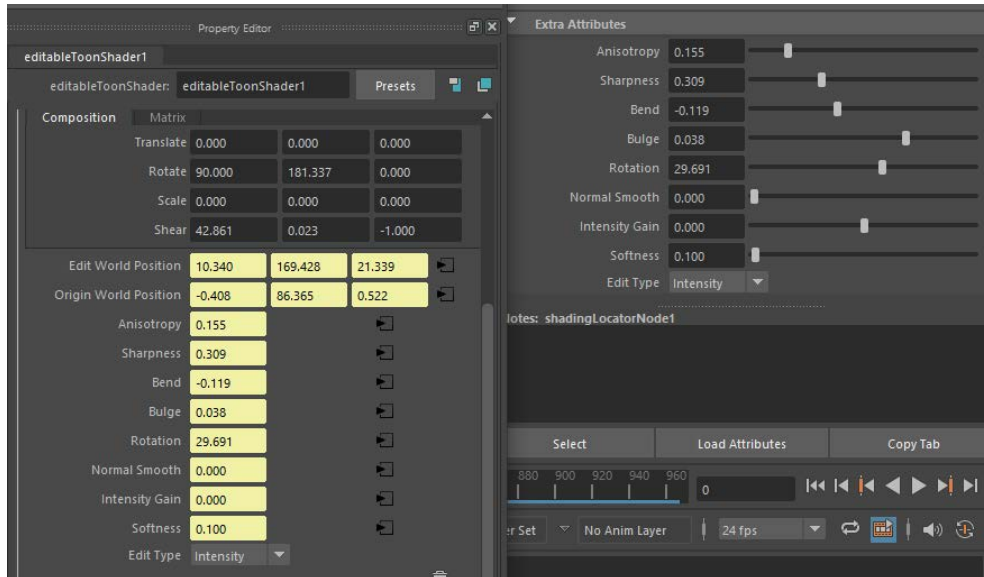 Property Editor
editableToonShader1
editableToonShader: editableToonShader1 Presets
Composition Matrix
Translate 0.000 0.000 0.000
Rotate 90.000 181.337 0.000
Scale 0.000 0.000 0.000
Shear 42.861 0.023 -1.000
Edit World Position 10.340 169.428 21.339
Origin World Position -0.408 86.365 0.522
Anisotropy 0.155
Sharpness 0.309
Bend -0.119
Bulge 0.038
Rotation 29.691
Normal Smooth 0.000
Intensity Gain 0.000
Softness 0.100
Edit Type Intensity
Extra Attributes
Anisotropy 0.155
Sharpness 0.309
Bend -0.119
Bulge 0.038
Rotation 29.691
Normal Smooth 0.000
Intensity Gain 0.000
Softness 0.100
Edit Type Intensity
lotes: shadingLocatorNode1
Select Load Attributes Copy Tab
880 900 920 940 960 0
er Set No Anim Layer 24 fps